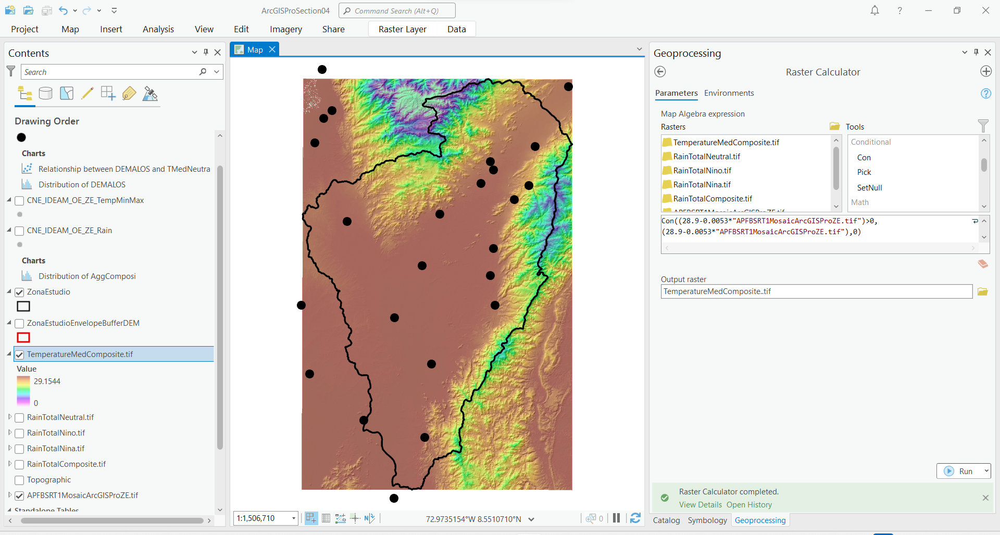 ArcGISProSection04
Command Search (Alt+Q)
?
Project
Map
Insert
Analysis
View
Edit
Imagery
Share
Raster Layer
Data
Contents
Search
Drawing Order
Charts
Relationship between DEMALOS and TMedNeutra
Distribution of DEMALOS
CNE_IDEAM_OE_ZE_TempMinMax
CNE_IDEAM_OE_ZE_Rain
Charts
Distribution of AggComposi
ZonaEstudio
ZonaEstudioEnvelopeBufferDEM
TemperatureMedComposite.tif
Value
29.1544
0
RainTotalNeutral.tif
RainTotalNino.tif
RainTotalNina.tif
RainTotalComposite.tif
Topographic
APFBSRT1MosaicArcGISProZE.tif
Standalone Tables
Map
1:1,506,710
72.9735154°W 8.5510710°N
0
Geoprocessing
Raster Calculator
Parameters
Environments
?
Map Algebra expression
Rasters
TemperatureMedComposite.tif
RainTotalNeutral.tif
RainTotalNino.tif
RainTotalNina.tif
RainTotalComposite.tif
APFBSRT1MosaicArcGISProZE.tif
Tools
Conditional
Con
Pick
SetNull
Math
Con((28.9-0.0053*"APFBSRT1MosaicArcGISProZE.tif")>0,
(28.9-0.0053*"APFBSRT1MosaicArcGISProZE.tif"),0)
Output raster
TemperatureMedComposite..tif
Run
Raster Calculator completed.
View Details Open History
Catalog
Symbology
Geoprocessing